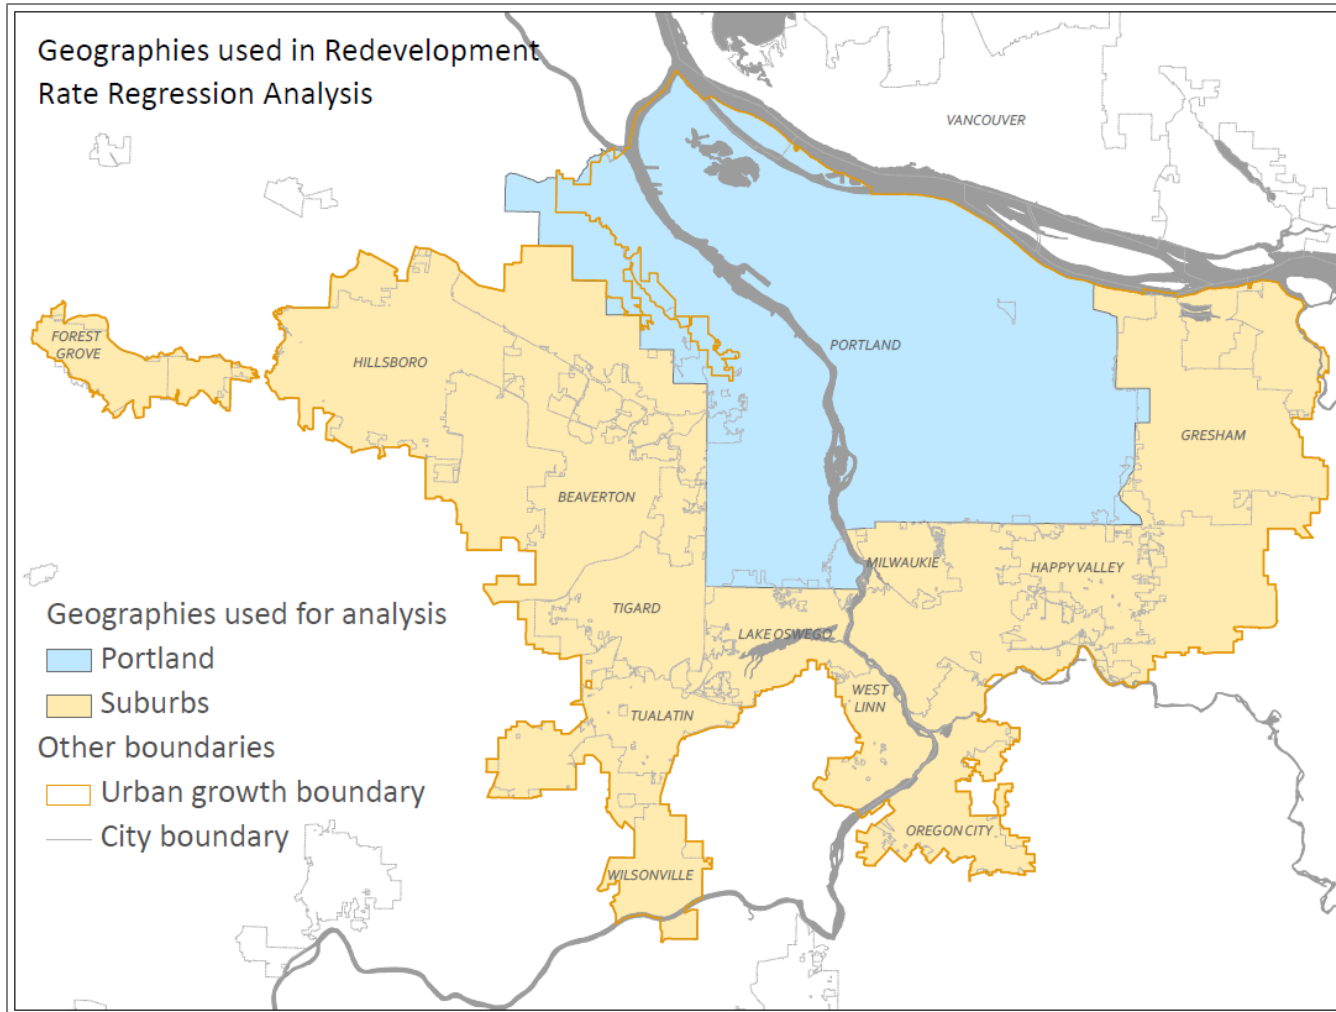 Geographies used in Redevelopment
Rate Regression Analysis
VANCOUVER
FOREST
GROVE
HILLSBORO
PORTLAND
GRESHAM
BEAVERTON
MILWAUKIE
HAPPY VALLEY
TIGARD
LAKE OSWEGO
WEST
LINN
TUALATIN
OREGON CITY
WILSONVILLE
Geographies used for analysis
Portland
Suburbs
Other boundaries
Urban growth boundary
City boundary